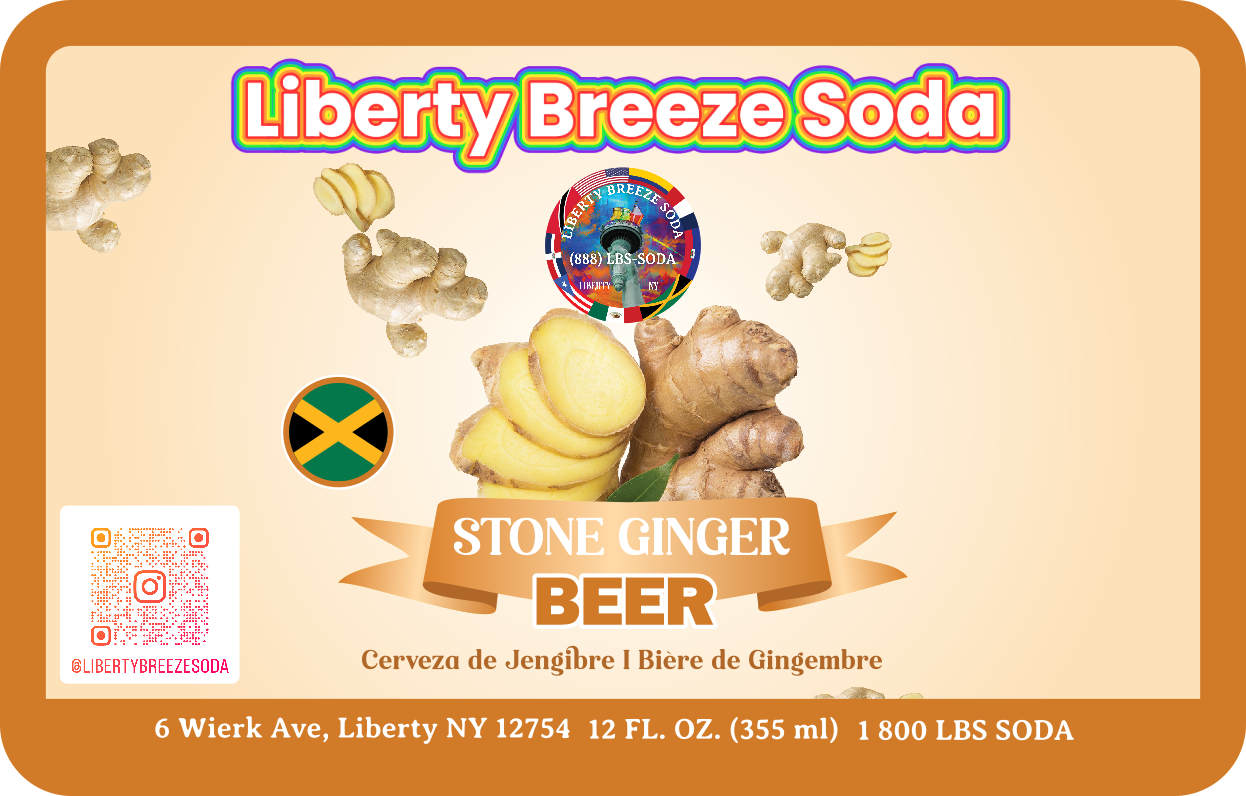 Liberty Breeze Soda
LIBERTY BREEZE SODA
(888) LBS-SODA
LIBERTY NY
STONE GINGER
BEER
@LIBERTYBREEZESODA
Cerveza de Jengibre I Bière de Gingembre
6 Wierk Ave, Liberty NY 12754 12 FL. OZ. (355 ml) 1 800 LBS SODA